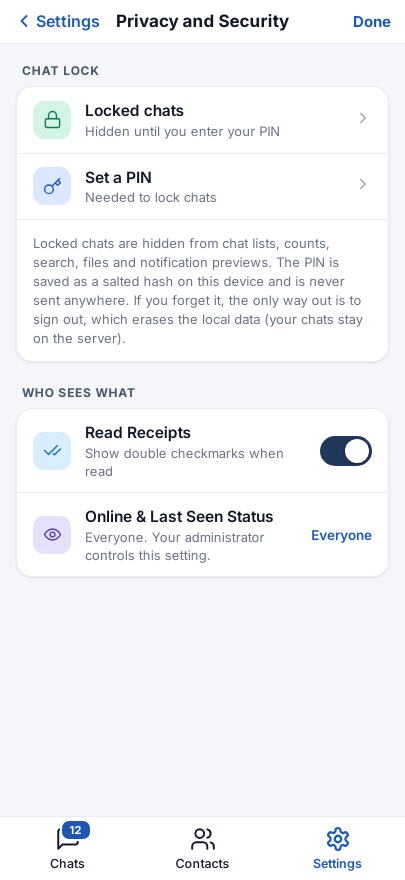 Settings
Privacy and Security
Done
CHAT LOCK
Locked chats
Hidden until you enter your PIN
Set a PIN
Needed to lock chats
Locked chats are hidden from chat lists, counts,
search, files and notification previews. The PIN is
saved as a salted hash on this device and is never
sent anywhere. If you forget it, the only way out is to
sign out, which erases the local data (your chats stay
on the server).
WHO SEES WHAT
Read Receipts
Show double checkmarks when
read
Online & Last Seen Status
Everyone. Your administrator
controls this setting.
Everyone
12
Chats
Contacts
Settings